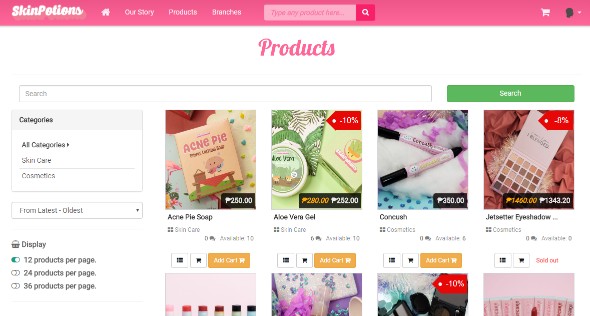 SkinPotions
Our Story
Products
Branches
Type any product here...
Products
Search
Search
Categories
All Categories
Skin Care
Cosmetics
From Latest - Oldest
Display
12 products per page.
24 products per page.
36 products per page.
ACNE PIE
₱250.00
Acne Pie Soap
Skin Care
0 Available: 10
Add Cart
-10%
Aloe Vera
₱280.00 ₱252.00
Aloe Vera Gel
Skin Care
6 Available: 10
Add Cart
₱350.00
Concush
Cosmetics
0 Available: 6
Add Cart
-8%
₱1460.00 ₱1343.20
Jetsetter Eyeshadow ...
Cosmetics
0 Available: 0
Sold out
-10%